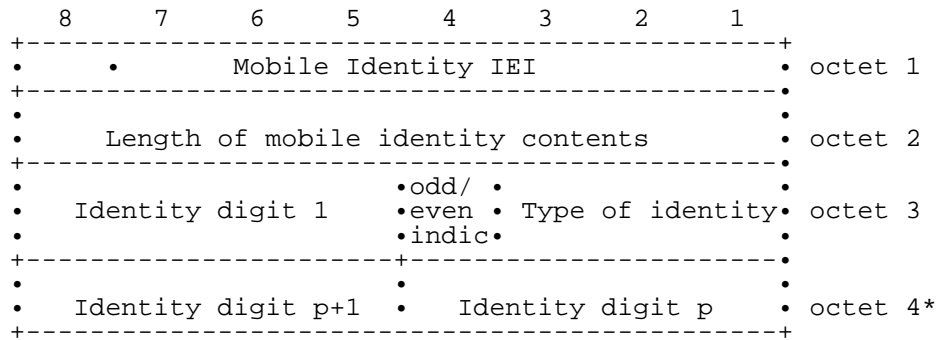 8 7 6 5 4 3 2 1
+-----------------------------------------------+
• • Mobile Identity IEI • octet 1
+-----------------------------------------------•
• •
• Length of mobile identity contents • octet 2
+-----------------------------------------------•
• •odd/ • •
• Identity digit 1 •even • Type of identity• octet 3
• •indic• •
+-----------------------+-----------------------•
• • •
• Identity digit p+1 • Identity digit p • octet 4*
+-----------------------------------------------+